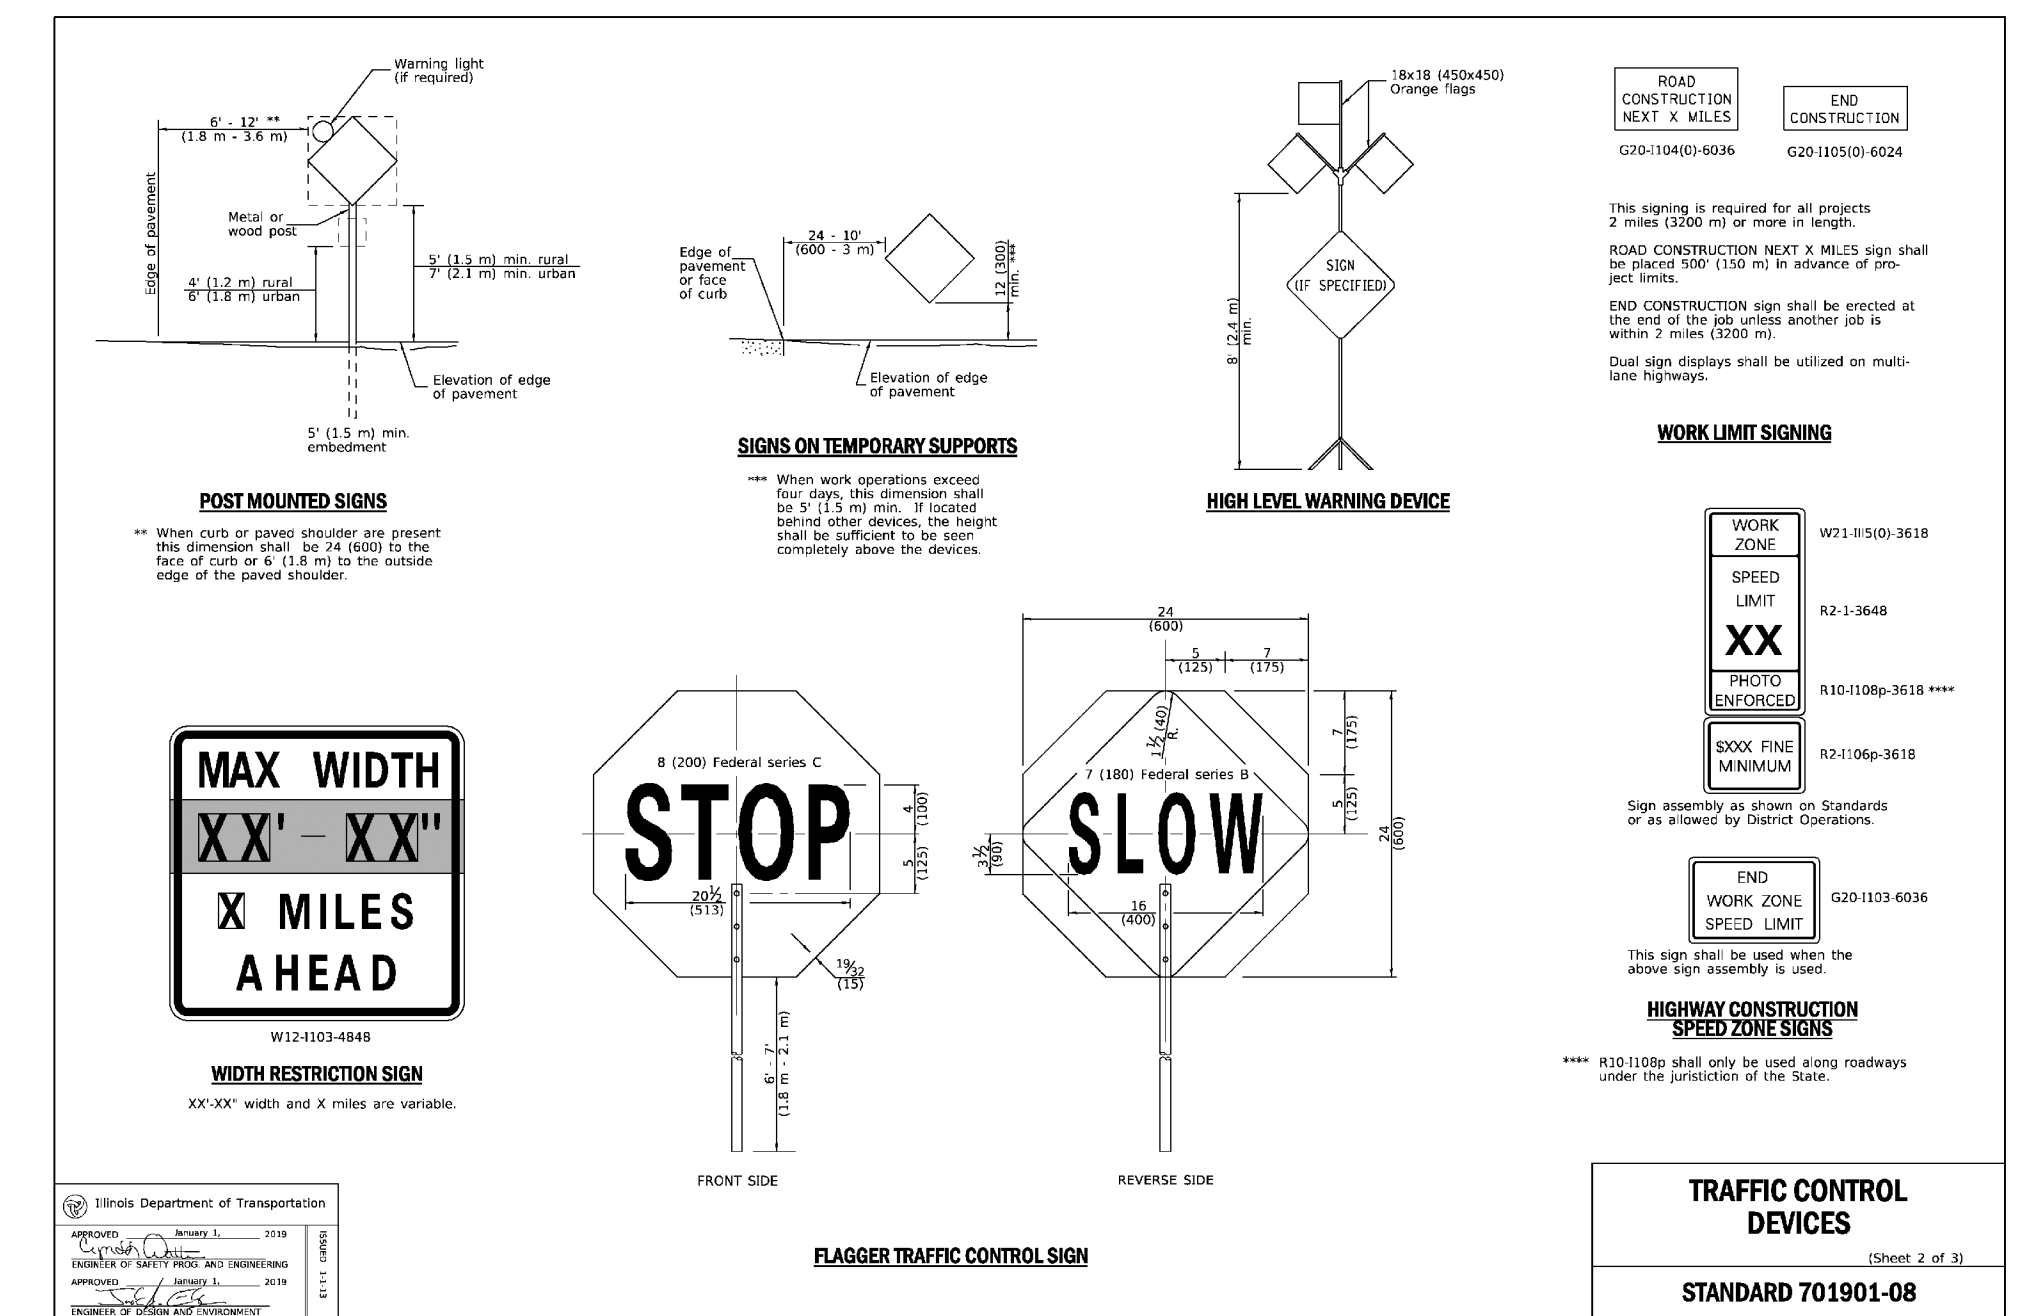 Warning light
(if required)
6' - 12' **
(1.8 m - 3.6 m)
Edge of pavement
Metal or
wood post
5' (1.5 m) min. rural
7' (2.1 m) min. urban
4' (1.2 m) rural
6' (1.8 m) urban
Elevation of edge
of pavement
5' (1.5 m) min.
embedment
POST MOUNTED SIGNS
** When curb or paved shoulder are present
this dimension shall be 24 (600) to the
face of curb or 6' (1.8 m) to the outside
edge of the paved shoulder.
24 - 10'
(600 - 3 m)
Edge of
pavement
or face
of curb
12 (300)
min. ***
Elevation of edge
of pavement
SIGNS ON TEMPORARY SUPPORTS
*** When work operations exceed
four days, this dimension shall
be 5' (1.5 m) min. If located
behind other devices, the height
shall be sufficient to be seen
completely above the devices.
18x18 (450x450)
Orange flags
SIGN
(IF SPECIFIED)
8' (2.4 m)
min.
HIGH LEVEL WARNING DEVICE
ROAD
CONSTRUCTION
NEXT X MILES
G20-I104(0)-6036
END
CONSTRUCTION
G20-I105(0)-6024
This signing is required for all projects
2 miles (3200 m) or more in length.
ROAD CONSTRUCTION NEXT X MILES sign shall
be placed 500' (150 m) in advance of pro-
ject limits.
END CONSTRUCTION sign shall be erected at
the end of the job unless another job is
within 2 miles (3200 m).
Dual sign displays shall be utilized on multi-
lane highways.
WORK LIMIT SIGNING
WORK
ZONE
W21-III5(0)-3618
SPEED
LIMIT
XX
R2-1-3648
PHOTO
ENFORCED
R10-I108p-3618 ****
$XXX FINE
MINIMUM
R2-I106p-3618
Sign assembly as shown on Standards
or as allowed by District Operations.
END
WORK ZONE
SPEED LIMIT
G20-I103-6036
This sign shall be used when the
above sign assembly is used.
HIGHWAY CONSTRUCTION
SPEED ZONE SIGNS
**** R10-I108p shall only be used along roadways
under the juristiction of the State.
MAX WIDTH
XX' - XX"
X MILES
AHEAD
W12-I103-4848
WIDTH RESTRICTION SIGN
XX'-XX" width and X miles are variable.
8 (200) Federal series C
STOP
4
(100)
5
(125)
20 1/2
(513)
19/32
(15)
6' - 7'
(1.8 m - 2.1 m)
FRONT SIDE
24
(600)
5
(125)
7
(175)
1 1/2 (40)
R.
7
(175)
5
(125)
24
(600)
7 (180) Federal series B
SLOW
3 1/2
(90)
16
(400)
REVERSE SIDE
FLAGGER TRAFFIC CONTROL SIGN
Illinois Department of Transportation
APPROVED January 1, 2019
ENGINEER OF SAFETY PROG. AND ENGINEERING
APPROVED January 1, 2019
ENGINEER OF DESIGN AND ENVIRONMENT
ISSUED 1-1-13
TRAFFIC CONTROL
DEVICES
(Sheet 2 of 3)
STANDARD 701901-08